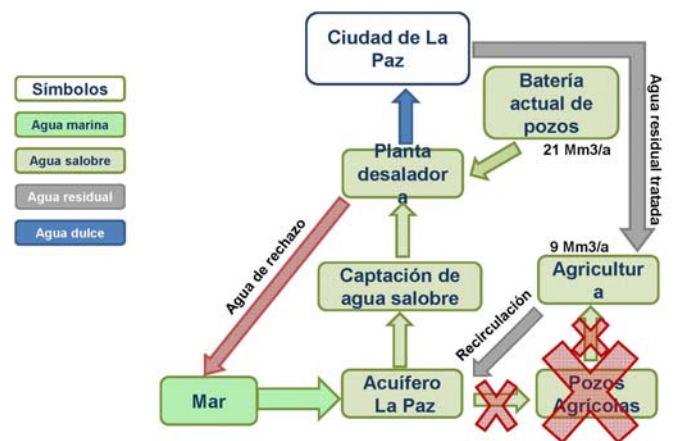 Símbolos
Agua marina
Agua salobre
Agua residual
Agua dulce
Ciudad de La
Paz
Batería
actual de
pozos
21 Mm3/a
Agua residual tratada
Planta
desalador
a
Agua de rechazo
Captación de
agua salobre
9 Mm3/a
Agricultur
a
Recirculación
Mar
Acuífero
La Paz
Pozos
Agrícolas